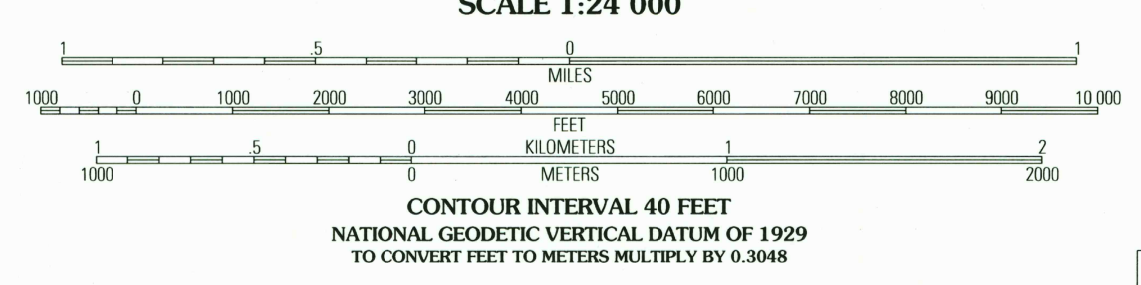 SCALE 1:24 000
1 .5 0 1
MILES
1000 0 1000 2000 3000 4000 5000 6000 7000 8000 9000 10 000
FEET
1 .5 0 KILOMETERS 1 2
1000 0 METERS 1000 2000
CONTOUR INTERVAL 40 FEET
NATIONAL GEODETIC VERTICAL DATUM OF 1929
TO CONVERT FEET TO METERS MULTIPLY BY 0.3048